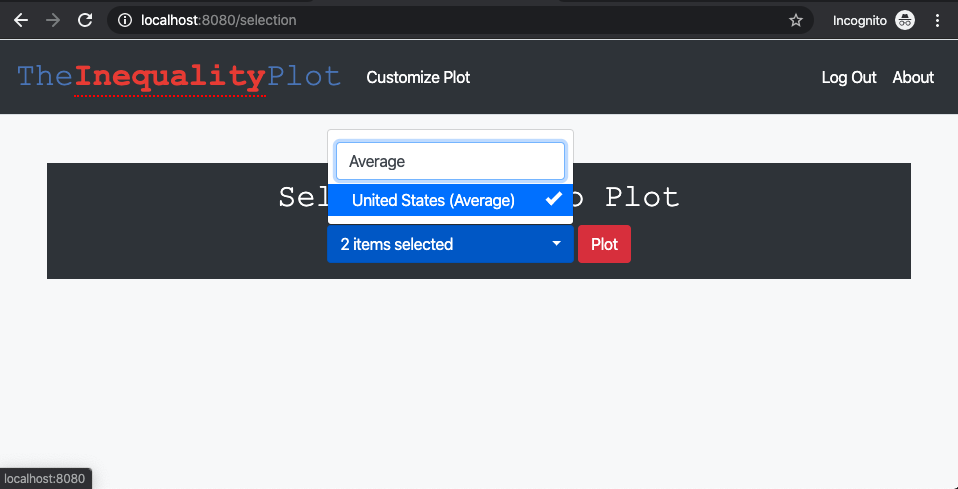 localhost:8080/selection
Incognito
TheInequalityPlot
Customize Plot
Log Out
About
Average
Sel o Plot
United States (Average)
2 items selected
Plot
localhost:8080